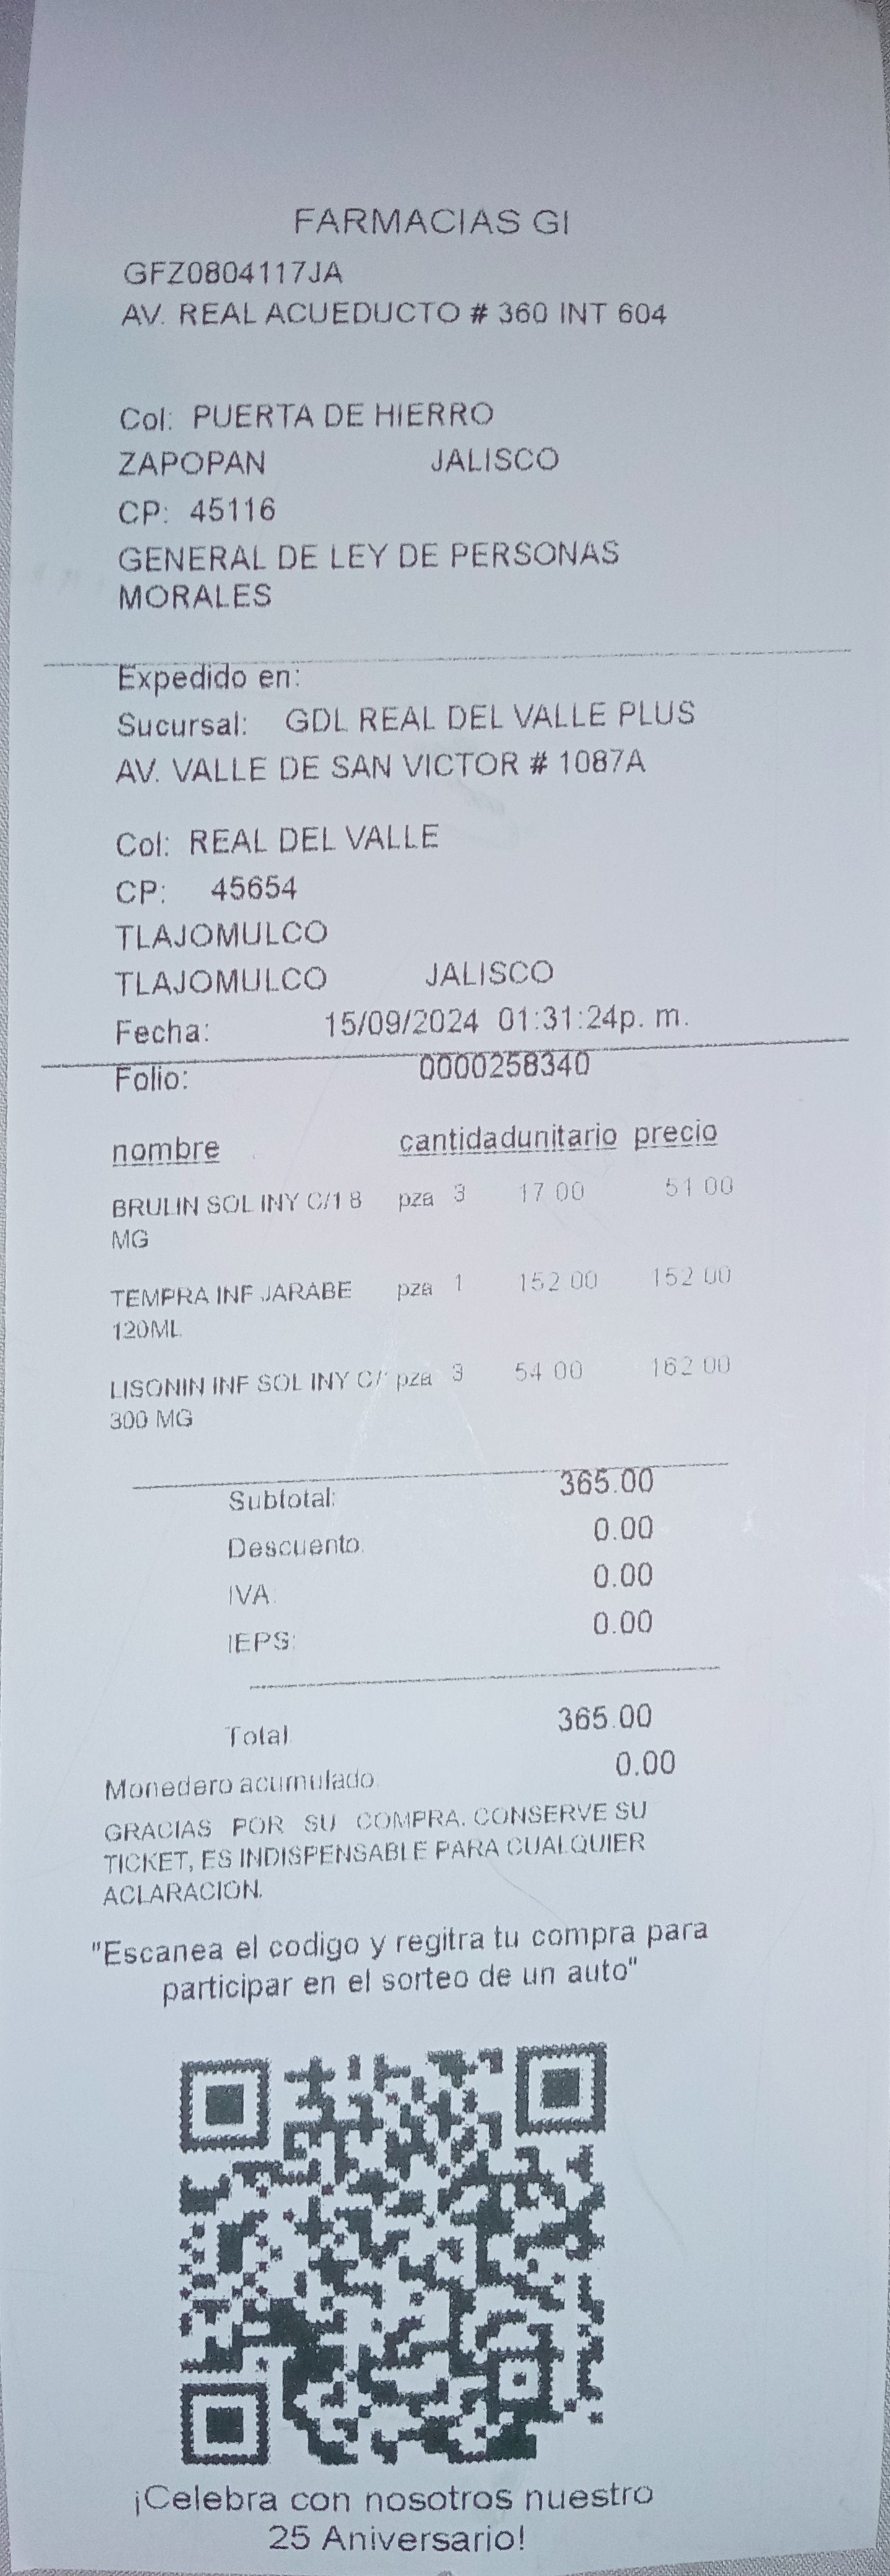 FARMACIAS GI
GFZ0804117JA
AV. REAL ACUEDUCTO # 360 INT 604
Col: PUERTA DE HIERRO
ZAPOPAN JALISCO
CP: 45116
GENERAL DE LEY DE PERSONAS
MORALES
Expedido en:
Sucursal: GDL REAL DEL VALLE PLUS
AV. VALLE DE SAN VICTOR # 1087A
Col: REAL DEL VALLE
CP: 45654
TLAJOMULCO
TLAJOMULCO JALISCO
Fecha: 15/09/2024 01:31:24p. m.
Folio: 0000258340
nombre cantidadunitario precio
BRULIN SOL INY C/1 8 pza 3 17.00 51.00
MG
TEMPRA INF JARABE pza 1 152.00 152.00
120ML
LISONIN INF SOL INY C/ pza 3 54.00 162.00
300 MG
Subtotal: 365.00
Descuento: 0.00
IVA: 0.00
IEPS: 0.00
Total: 365.00
Monedero acumulado: 0.00
GRACIAS POR SU COMPRA. CONSERVE SU
TICKET, ES INDISPENSABLE PARA CUALQUIER
ACLARACION.
"Escanea el codigo y regitra tu compra para
participar en el sorteo de un auto"
¡Celebra con nosotros nuestro
25 Aniversario!